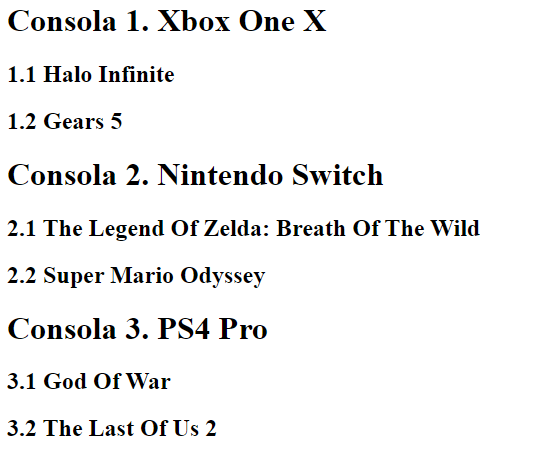 Consola 1. Xbox One X
1.1 Halo Infinite
1.2 Gears 5
Consola 2. Nintendo Switch
2.1 The Legend Of Zelda: Breath Of The Wild
2.2 Super Mario Odyssey
Consola 3. PS4 Pro
3.1 God Of War
3.2 The Last Of Us 2